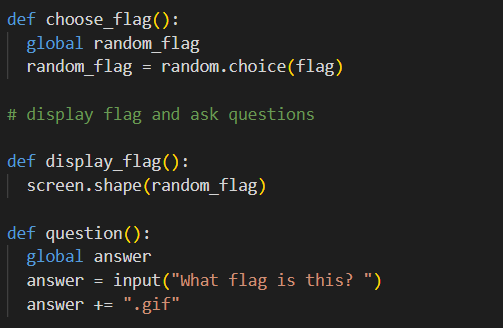 def choose_flag():
  global random_flag
  random_flag = random.choice(flag)

# display flag and ask questions

def display_flag():
  screen.shape(random_flag)

def question():
  global answer
  answer = input("What flag is this? ")
  answer += ".gif"